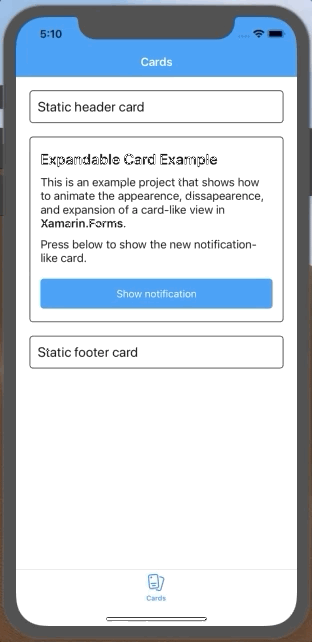 5:10
Cards
Static header card
Expandable Card Example
This is an example project that shows how
to animate the appearence, dissapearence,
and expansion of a card-like view in
Xamarin.Forms.
Press below to show the new notification-
like card.
Show notification
Static footer card
Cards